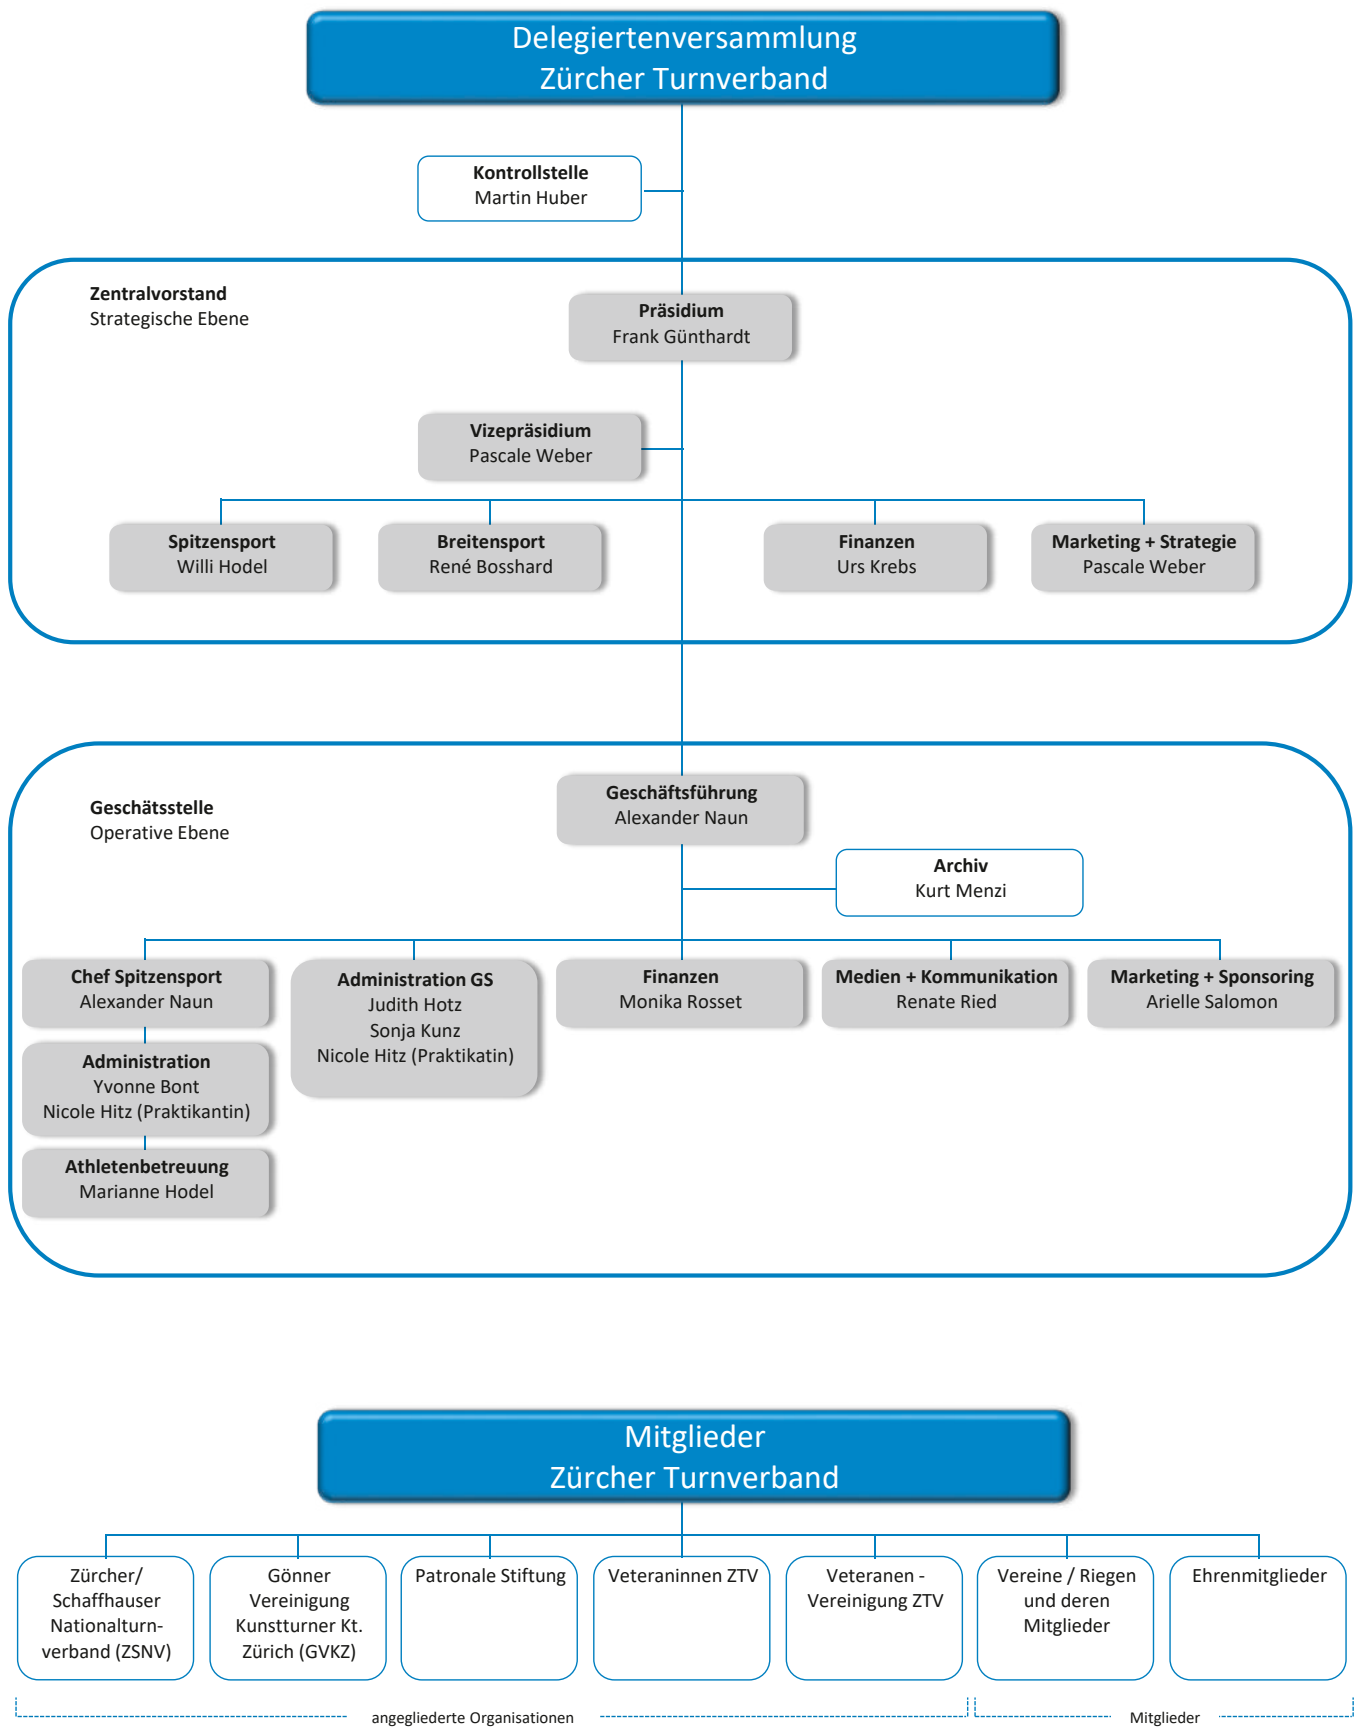 Delegiertenversammlung
Zürcher Turnverband
Kontrollstelle
Martin Huber
Zentralvorstand
Strategische Ebene
Präsidium
Frank Günthardt
Vizepräsidium
Pascale Weber
Spitzensport
Willi Hodel
Breitensport
René Bosshard
Finanzen
Urs Krebs
Marketing + Strategie
Pascale Weber
Geschätsstelle
Operative Ebene
Geschäftsführung
Alexander Naun
Archiv
Kurt Menzi
Chef Spitzensport
Alexander Naun
Administration
Yvonne Bont
Nicole Hitz (Praktikantin)
Athletenbetreuung
Marianne Hodel
Administration GS
Judith Hotz
Sonja Kunz
Nicole Hitz (Praktikatin)
Finanzen
Monika Rosset
Medien + Kommunikation
Renate Ried
Marketing + Sponsoring
Arielle Salomon
Mitglieder
Zürcher Turnverband
Zürcher/
Schaffhauser
Nationalturn-
verband (ZSNV)
Gönner
Vereinigung
Kunstturner Kt.
Zürich (GVKZ)
Patronale Stiftung
Veteraninnen ZTV
Veteranen -
Vereinigung ZTV
Vereine / Riegen
und deren
Mitglieder
Ehrenmitglieder
angegliederte Organisationen
Mitglieder